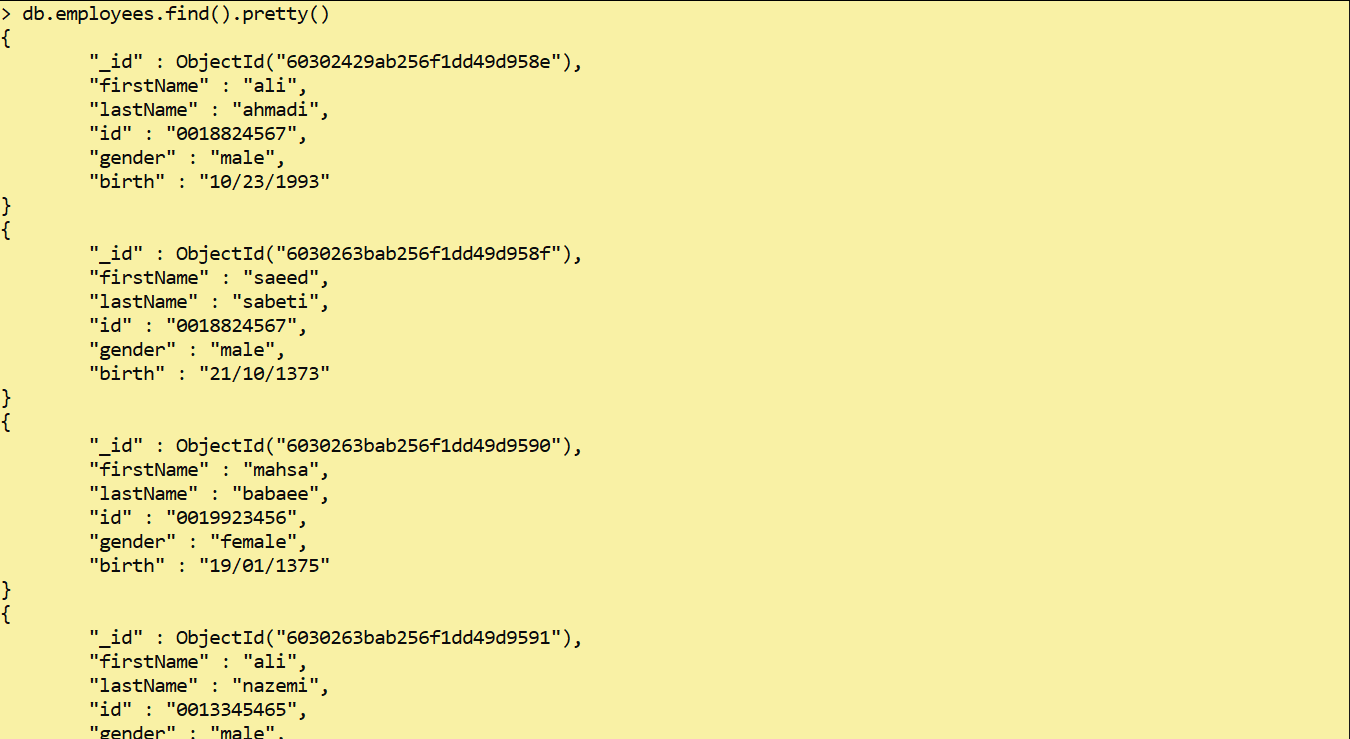 > db.employees.find().pretty()
{
"_id" : ObjectId("60302429ab256f1dd49d958e"),
"firstName" : "ali",
"lastName" : "ahmadi",
"id" : "0018824567",
"gender" : "male",
"birth" : "10/23/1993"
}
{
"_id" : ObjectId("6030263bab256f1dd49d958f"),
"firstName" : "saeed",
"lastName" : "sabeti",
"id" : "0018824567",
"gender" : "male",
"birth" : "21/10/1373"
}
{
"_id" : ObjectId("6030263bab256f1dd49d9590"),
"firstName" : "mahsa",
"lastName" : "babaee",
"id" : "0019923456",
"gender" : "female",
"birth" : "19/01/1375"
}
{
"_id" : ObjectId("6030263bab256f1dd49d9591"),
"firstName" : "ali",
"lastName" : "nazemi",
"id" : "0013345465",
"gender" : "male",